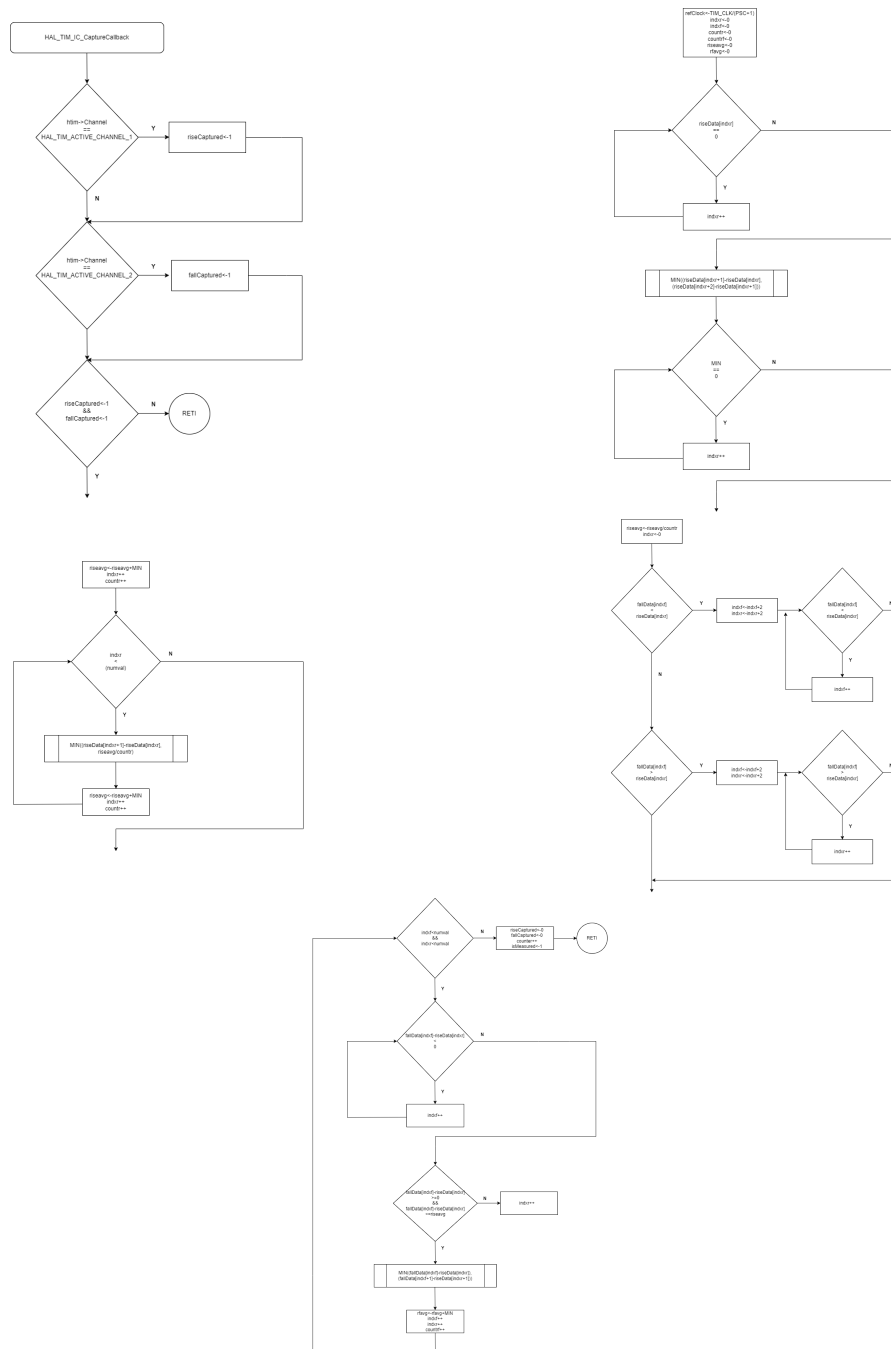 HAL_TIM_IC_CaptureCallback
htim->Channel
==
HAL_TIM_ACTIVE_CHANNEL_1
Y
riseCaptured<-1
N
htim->Channel
==
HAL_TIM_ACTIVE_CHANNEL_2
Y
fallCaptured<-1
riseCaptured<-1
&&
fallCaptured<-1
N
RETI
Y
refClock<-TIM_CLK/(PSC+1)
indxr<-0
indxf<-0
countr<-0
countrf<-0
riseavg<-0
rfavg<-0
riseData[indxr]
==
0
N
Y
indxr++
MIN((riseData[indxr+1]-riseData[indxr],
(riseData[indxr+2]-riseData[indxr+1]))
MIN
==
0
N
Y
indxr++
riseavg<-riseavg+MIN
indxr++
countr++
indxr
<
(numval)
N
Y
MIN((riseData[indxr+1]-riseData[indxr],
riseavg/countr)
riseavg<-riseavg+MIN
indxr++
countr++
riseavg<-riseavg/countr
indxr<-0
fallData[indxf]
riseData[indxr]
Y
indxf<-indxf+2
indxr<-indxr+2
fallData[indxf]
riseData[indxr]
Y
indxf++
N
fallData[indxf]
>
riseData[indxr]
Y
indxf<-indxf+2
indxr<-indxr+2
fallData[indxf]
>
riseData[indxr]
Y
indxr++
indxf<numval
&&
indxr<numval
N
riseCaptured<-0
fallCaptured<-0
counter++
isMeasured<-1
RETI
Y
fallData[indxf]-riseData[indxr]
<
0
N
Y
indxf++
fallData[indxf]-riseData[indxr]
>=0
&&
fallData[indxf]-riseData[indxr]
<=riseavg
N
indxr++
Y
MIN(fallData[indxf]-riseData[indxr]),
(fallData[indxf+1]-riseData[indxr+1]))
rfavg<-rfavg+MIN
indxf++
indxr++
countrf++